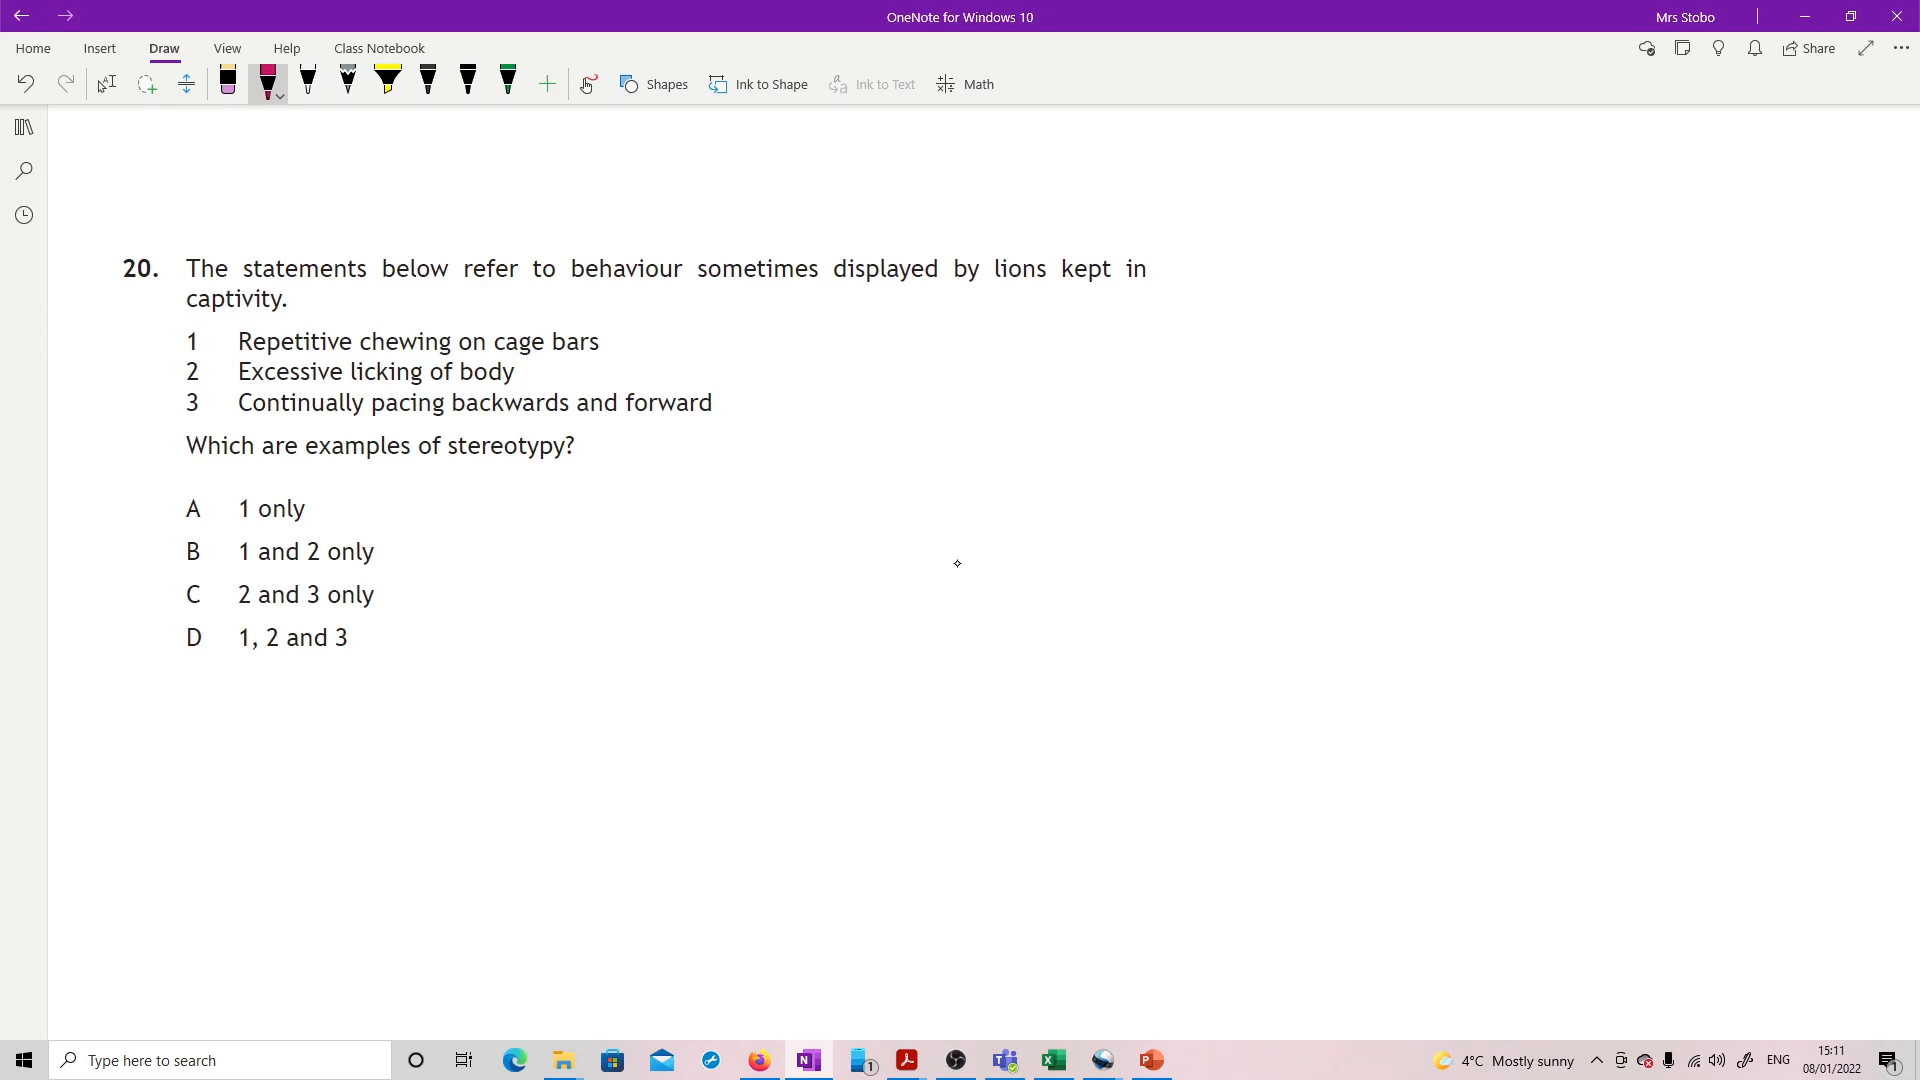 OneNote for Windows 10
Mrs Stobo
Home Insert Draw View Help Class Notebook
Share
Shapes Ink to Shape Ink to Text Math
20. The statements below refer to behaviour sometimes displayed by lions kept in
captivity.
1 Repetitive chewing on cage bars
2 Excessive licking of body
3 Continually pacing backwards and forward
Which are examples of stereotypy?
A 1 only
B 1 and 2 only
C 2 and 3 only
D 1, 2 and 3
Type here to search
4°C Mostly sunny
ENG
15:11
08/01/2022